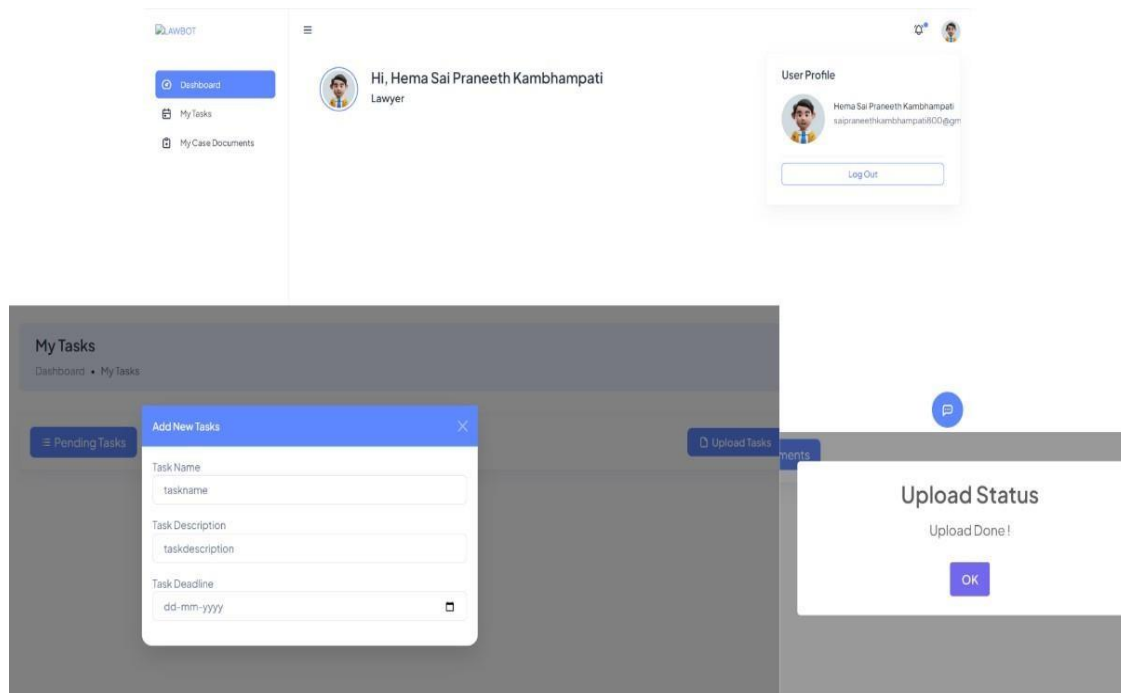 LAWBOT
Hi, Hema Sai Praneeth Kambhampati
Lawyer
Dashboard
My Tasks
My Case Documents
User Profile
Hema Sai Praneeth Kambhampati
saipraneethkambhampati800@gm
Log Out
My Tasks
Dashboard • My Tasks
Pending Tasks
Upload Tasks
Add New Tasks
Task Name
taskname
Task Description
taskdescription
Task Deadline
dd-mm-yyyy
ments
Upload Status
Upload Done !
OK